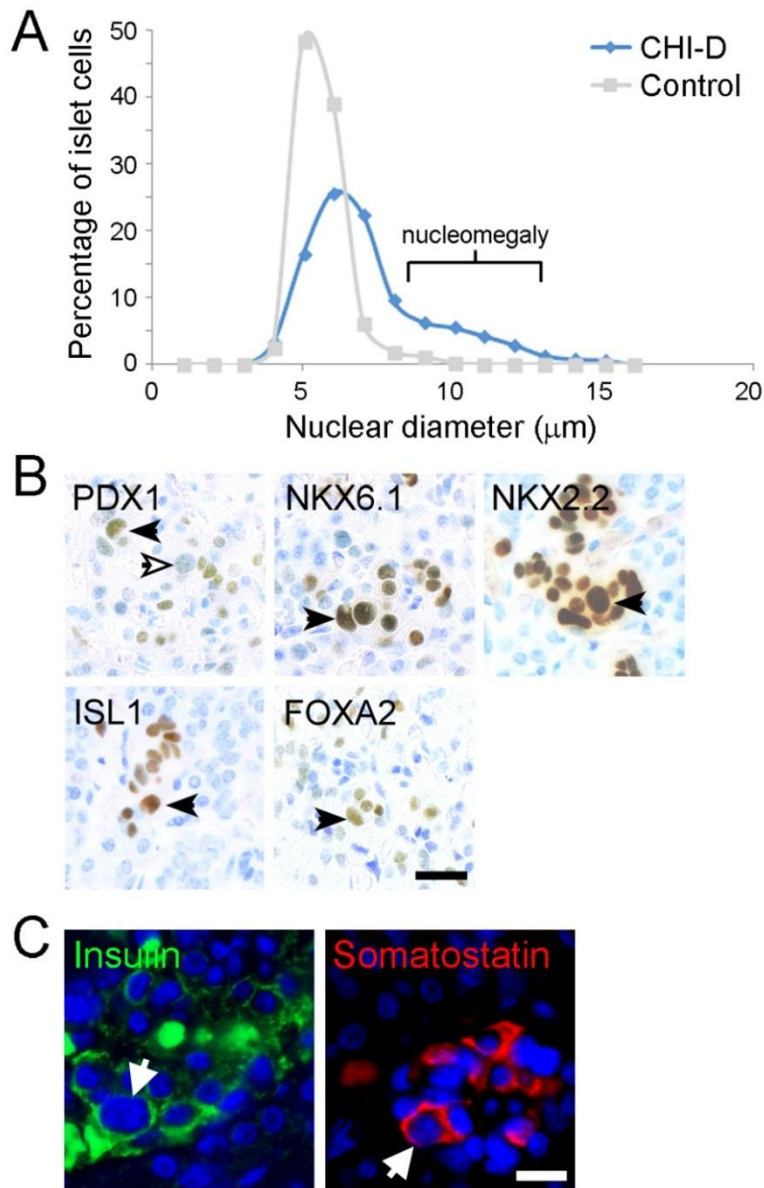 A
50
40
30
20
10
0
Percentage of islet cells
CHI-D
Control
nucleomegaly
0 5 10 15 20
Nuclear diameter (μm)
B
PDX1 NKX6.1 NKX2.2
ISL1 FOXA2
C
Insulin Somatostatin